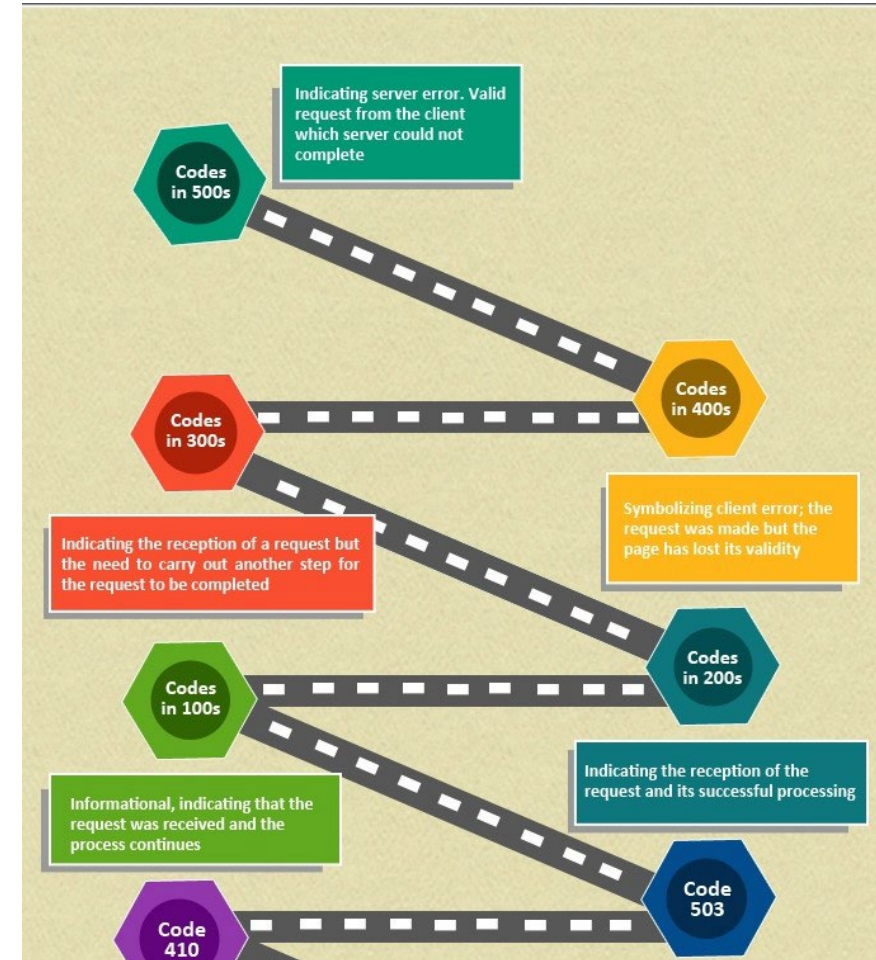 Indicating server error. Valid
request from the client
which server could not
complete
Codes
in 500s
Codes
in 400s
Codes
in 300s
Symbolizing client error; the
request was made but the
page has lost its validity
Indicating the reception of a request but
the need to carry out another step for
the request to be completed
Codes
in 200s
Codes
in 100s
Indicating the reception of the
request and its successful processing
Informational, indicating that the
request was received and the
process continues
Code
503
Code
410